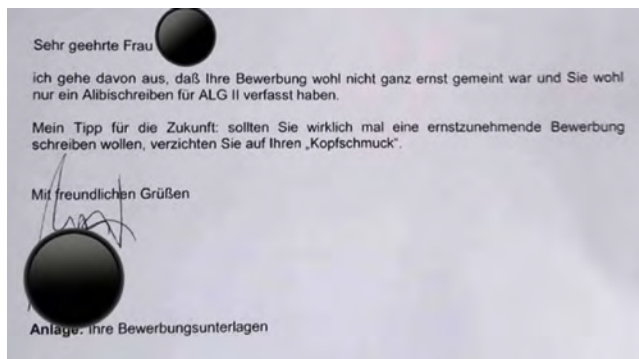 Sehr geehrte Frau
ich gehe davon aus, daß Ihre Bewerbung wohl nicht ganz ernst gemeint war und Sie wohl
nur ein Alibischreiben für ALG II verfasst haben.
Mein Tipp für die Zukunft: sollten Sie wirklich mal eine ernstzunehmende Bewerbung
schreiben wollen, verzichten Sie auf Ihren „Kopfschmuck“.
Mit freundlichen Grüßen
Anlage: Ihre Bewerbungsunterlagen